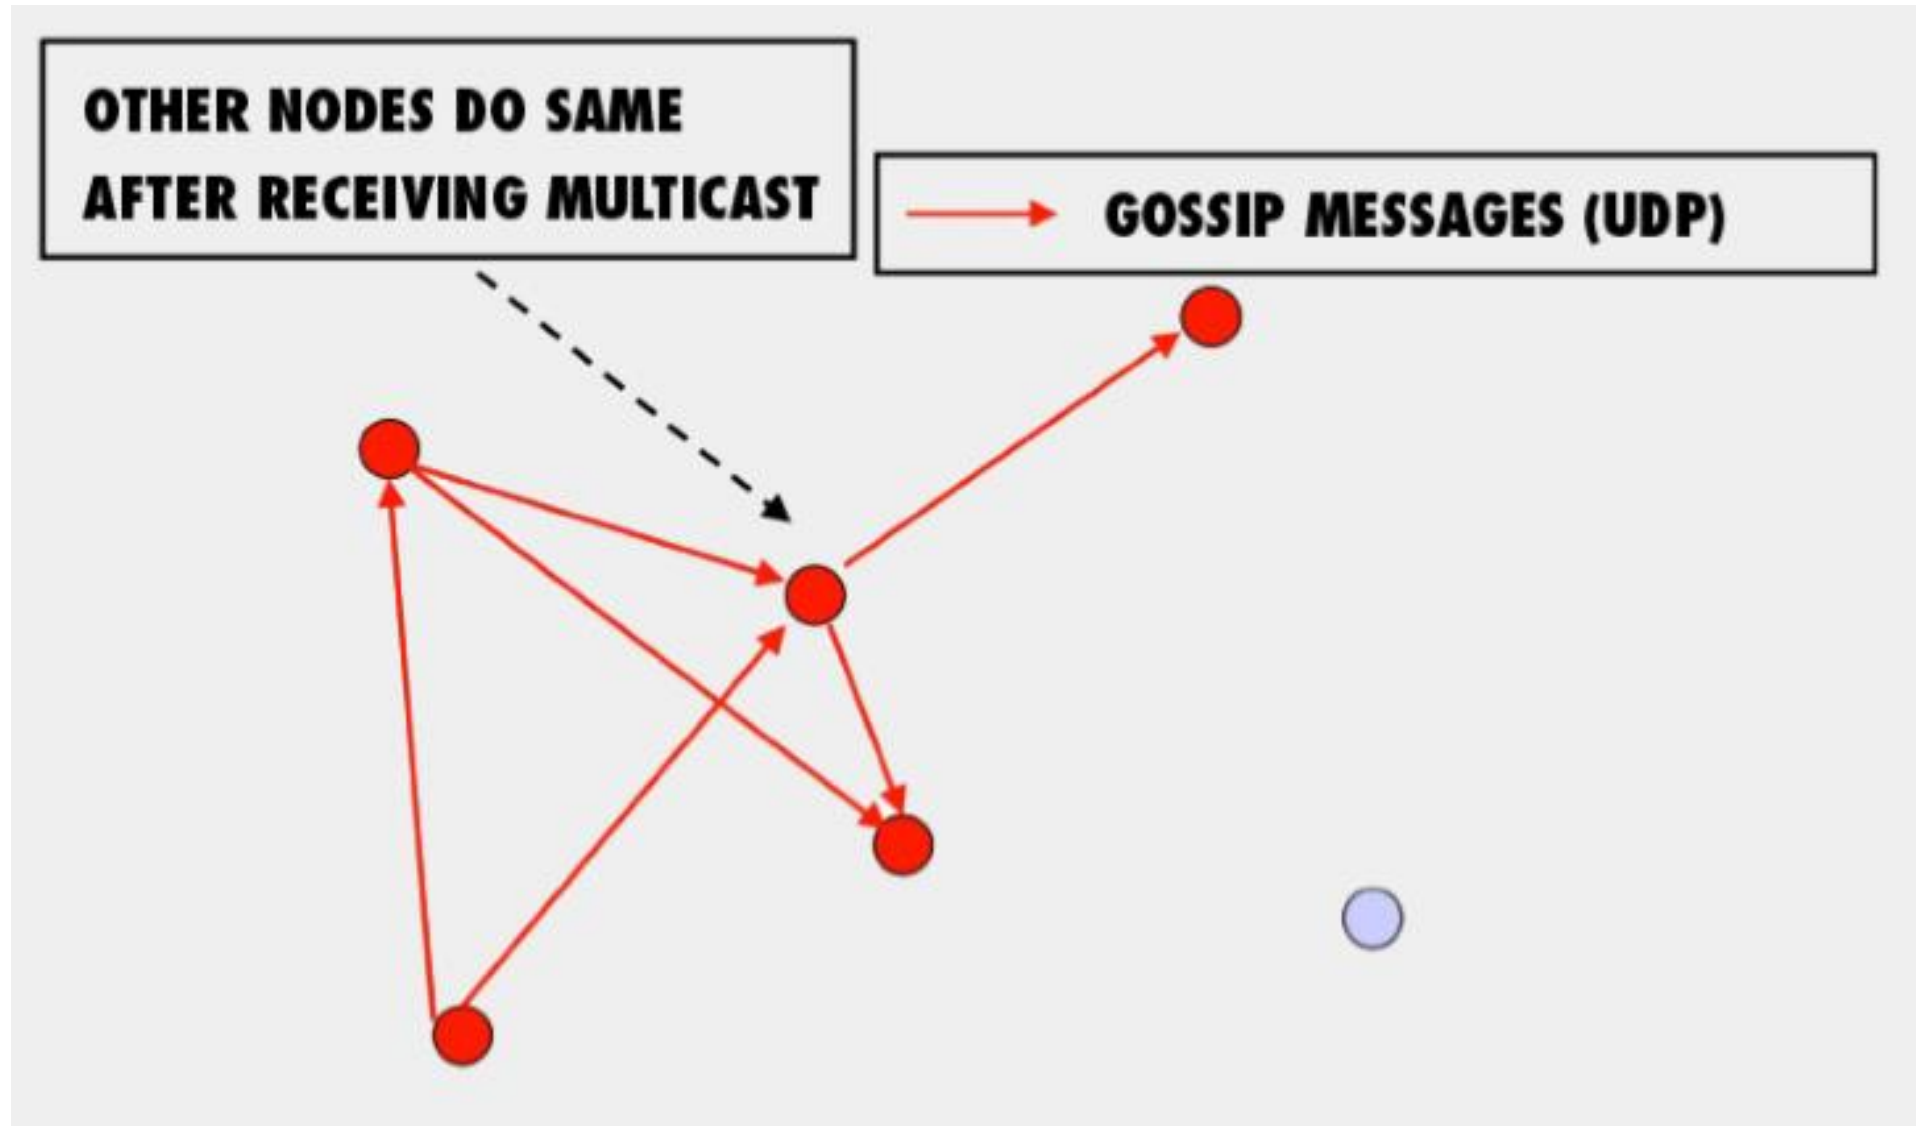 OTHER NODES DO SAME
AFTER RECEIVING MULTICAST
GOSSIP MESSAGES (UDP)